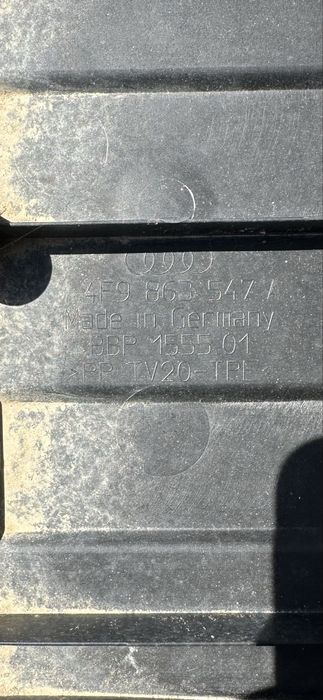 4F9 863 547 A
Made in Germany
BBP 1555 01
>PP TV20-TPE<